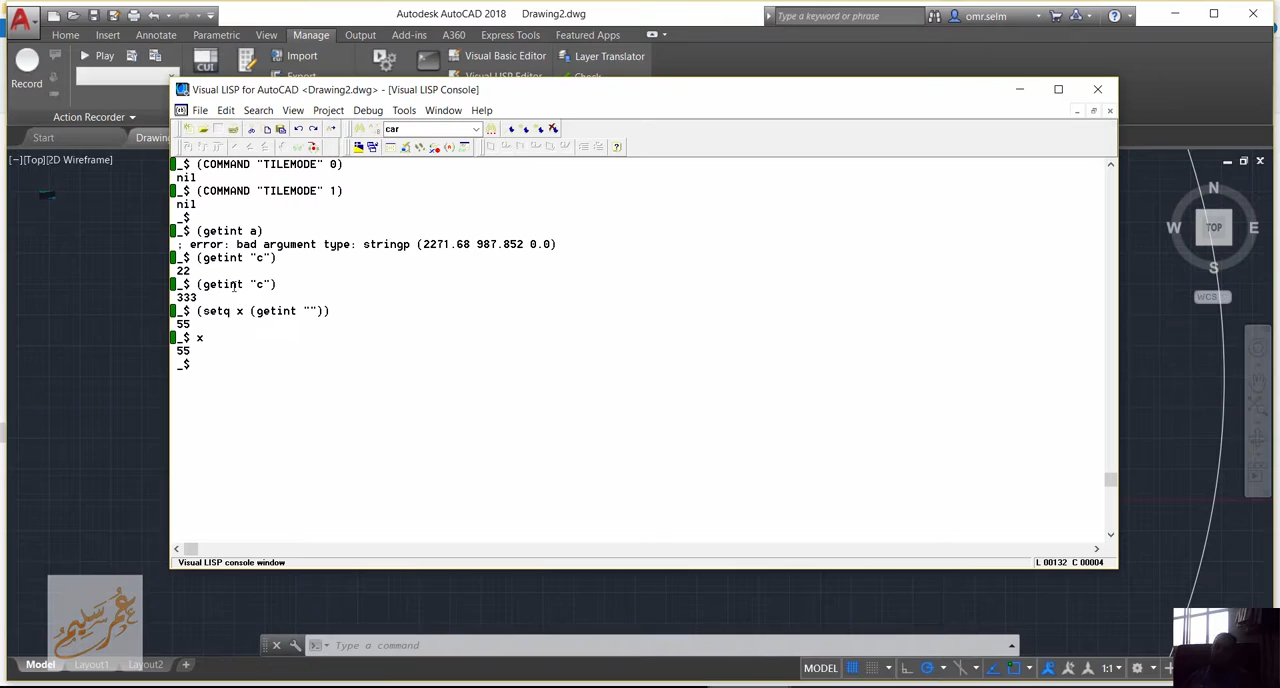 Autodesk AutoCAD 2018 Drawing2.dwg
Type a keyword or phrase
omr.selm
Home Insert Annotate Parametric View Manage Output Add-ins A360 Express Tools Featured Apps
Play
Import
Visual Basic Editor
Layer Translator
Record
CUI
Action Recorder
Start
[−][Top][2D Wireframe]
Visual LISP for AutoCAD <Drawing2.dwg> - [Visual LISP Console]
File Edit Search View Project Debug Tools Window Help
car
_$ (COMMAND "TILEMODE" 0)
nil
_$ (COMMAND "TILEMODE" 1)
nil
_$
_$ (getint a)
; error: bad argument type: stringp (2271.68 987.852 0.0)
_$ (getint "c")
22
_$ (getint "c")
333
_$ (setq x (getint ""))
55
_$ x
55
_$
Visual LISP console window
L 00132 C 00004
N
W TOP E
S
WCS
عمر سليم
Type a command
Model Layout1 Layout2 +
MODEL
1:1